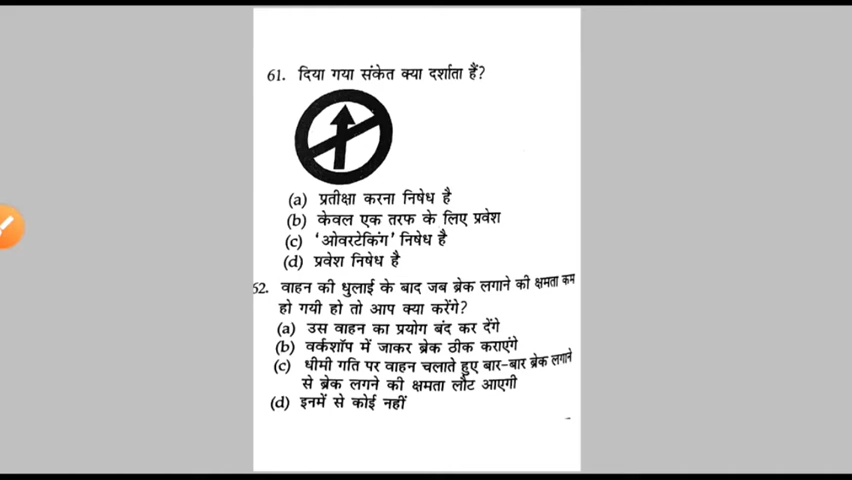 61. दिया गया संकेत क्या दर्शाता हैं?
(a) प्रतीक्षा करना निषेध है
(b) केवल एक तरफ के लिए प्रवेश
(c) ‘ओवरटेकिंग’ निषेध है
(d) प्रवेश निषेध है
62. वाहन की धुलाई के बाद जब ब्रेक लगाने की क्षमता कम
हो गयी हो तो आप क्या करेंगे?
(a) उस वाहन का प्रयोग बंद कर देंगे
(b) वर्कशॉप में जाकर ब्रेक ठीक कराएंगे
(c) धीमी गति पर वाहन चलाते हुए बार-बार ब्रेक लगाने
से ब्रेक लगने की क्षमता लौट आएगी
(d) इनमें से कोई नहीं